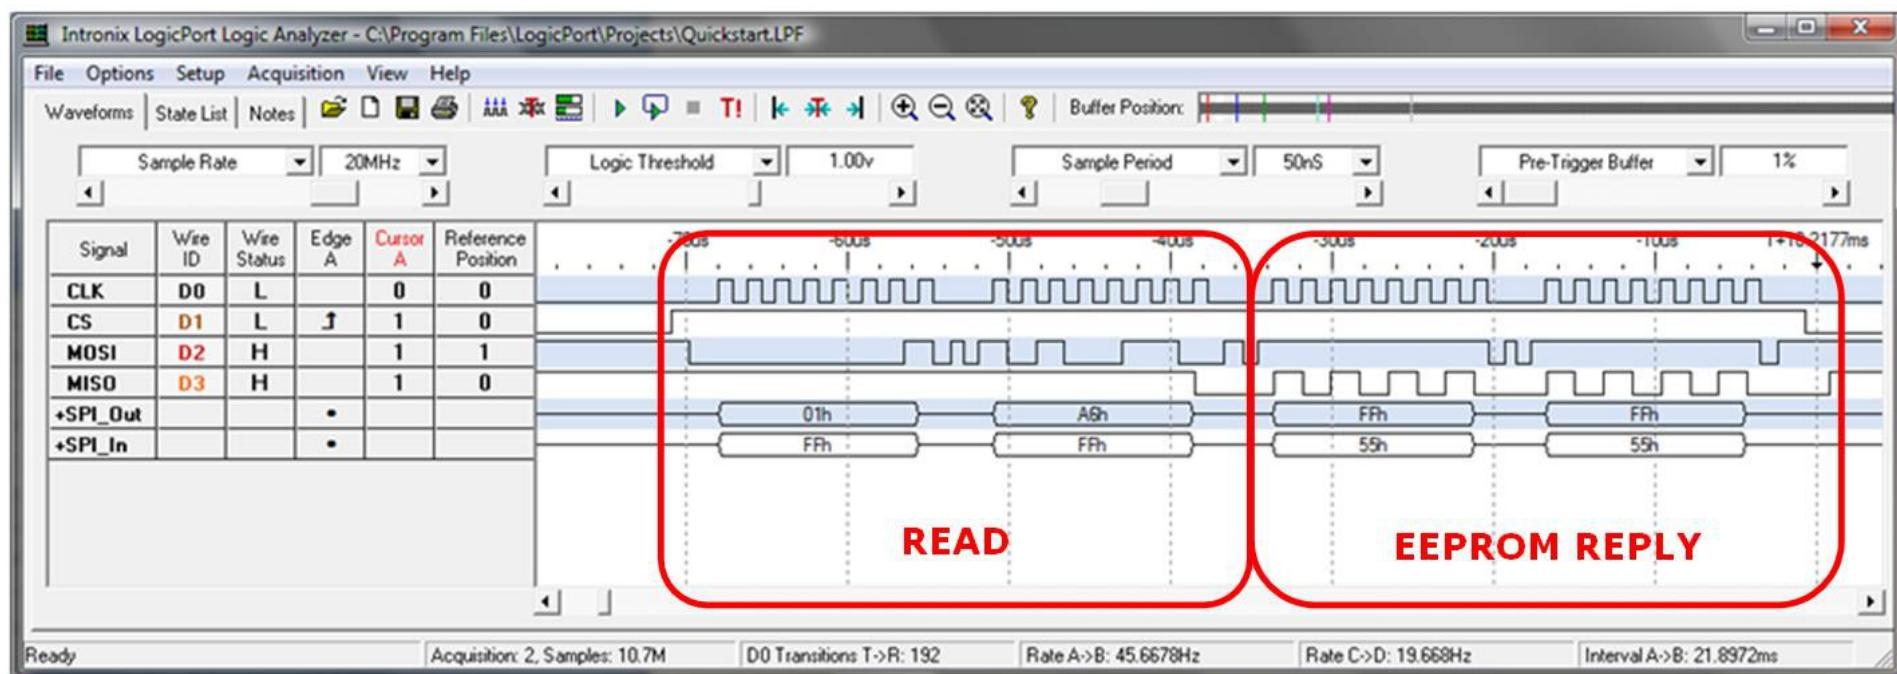 Intronix LogicPort Logic Analyzer - C:\Program Files\LogicPort\Projects\Quickstart.LPF
File Options Setup Acquisition View Help
Waveforms State List Notes T! Buffer Position:
Sample Rate 20MHz Logic Threshold 1.00v Sample Period 50nS Pre-Trigger Buffer 1%
Signal Wire ID Wire Status Edge A Cursor A Reference Position
-70uS -60uS -50uS -40uS -30uS -20uS -10uS
CLK D0 L 0 0
CS D1 L 1 0
MOSI D2 H 1 1
MISO D3 H 1 0
+SPI_Out 01h A6h FFh FFh
+SPI_In FFh FFh 55h 55h
READ
EEPROM REPLY
Ready Acquisition: 2, Samples: 10.7M D0 Transitions T->R: 192 Rate A->B: 45.6678Hz Rate C->D: 19.668Hz Interval A->B: 21.8972ms